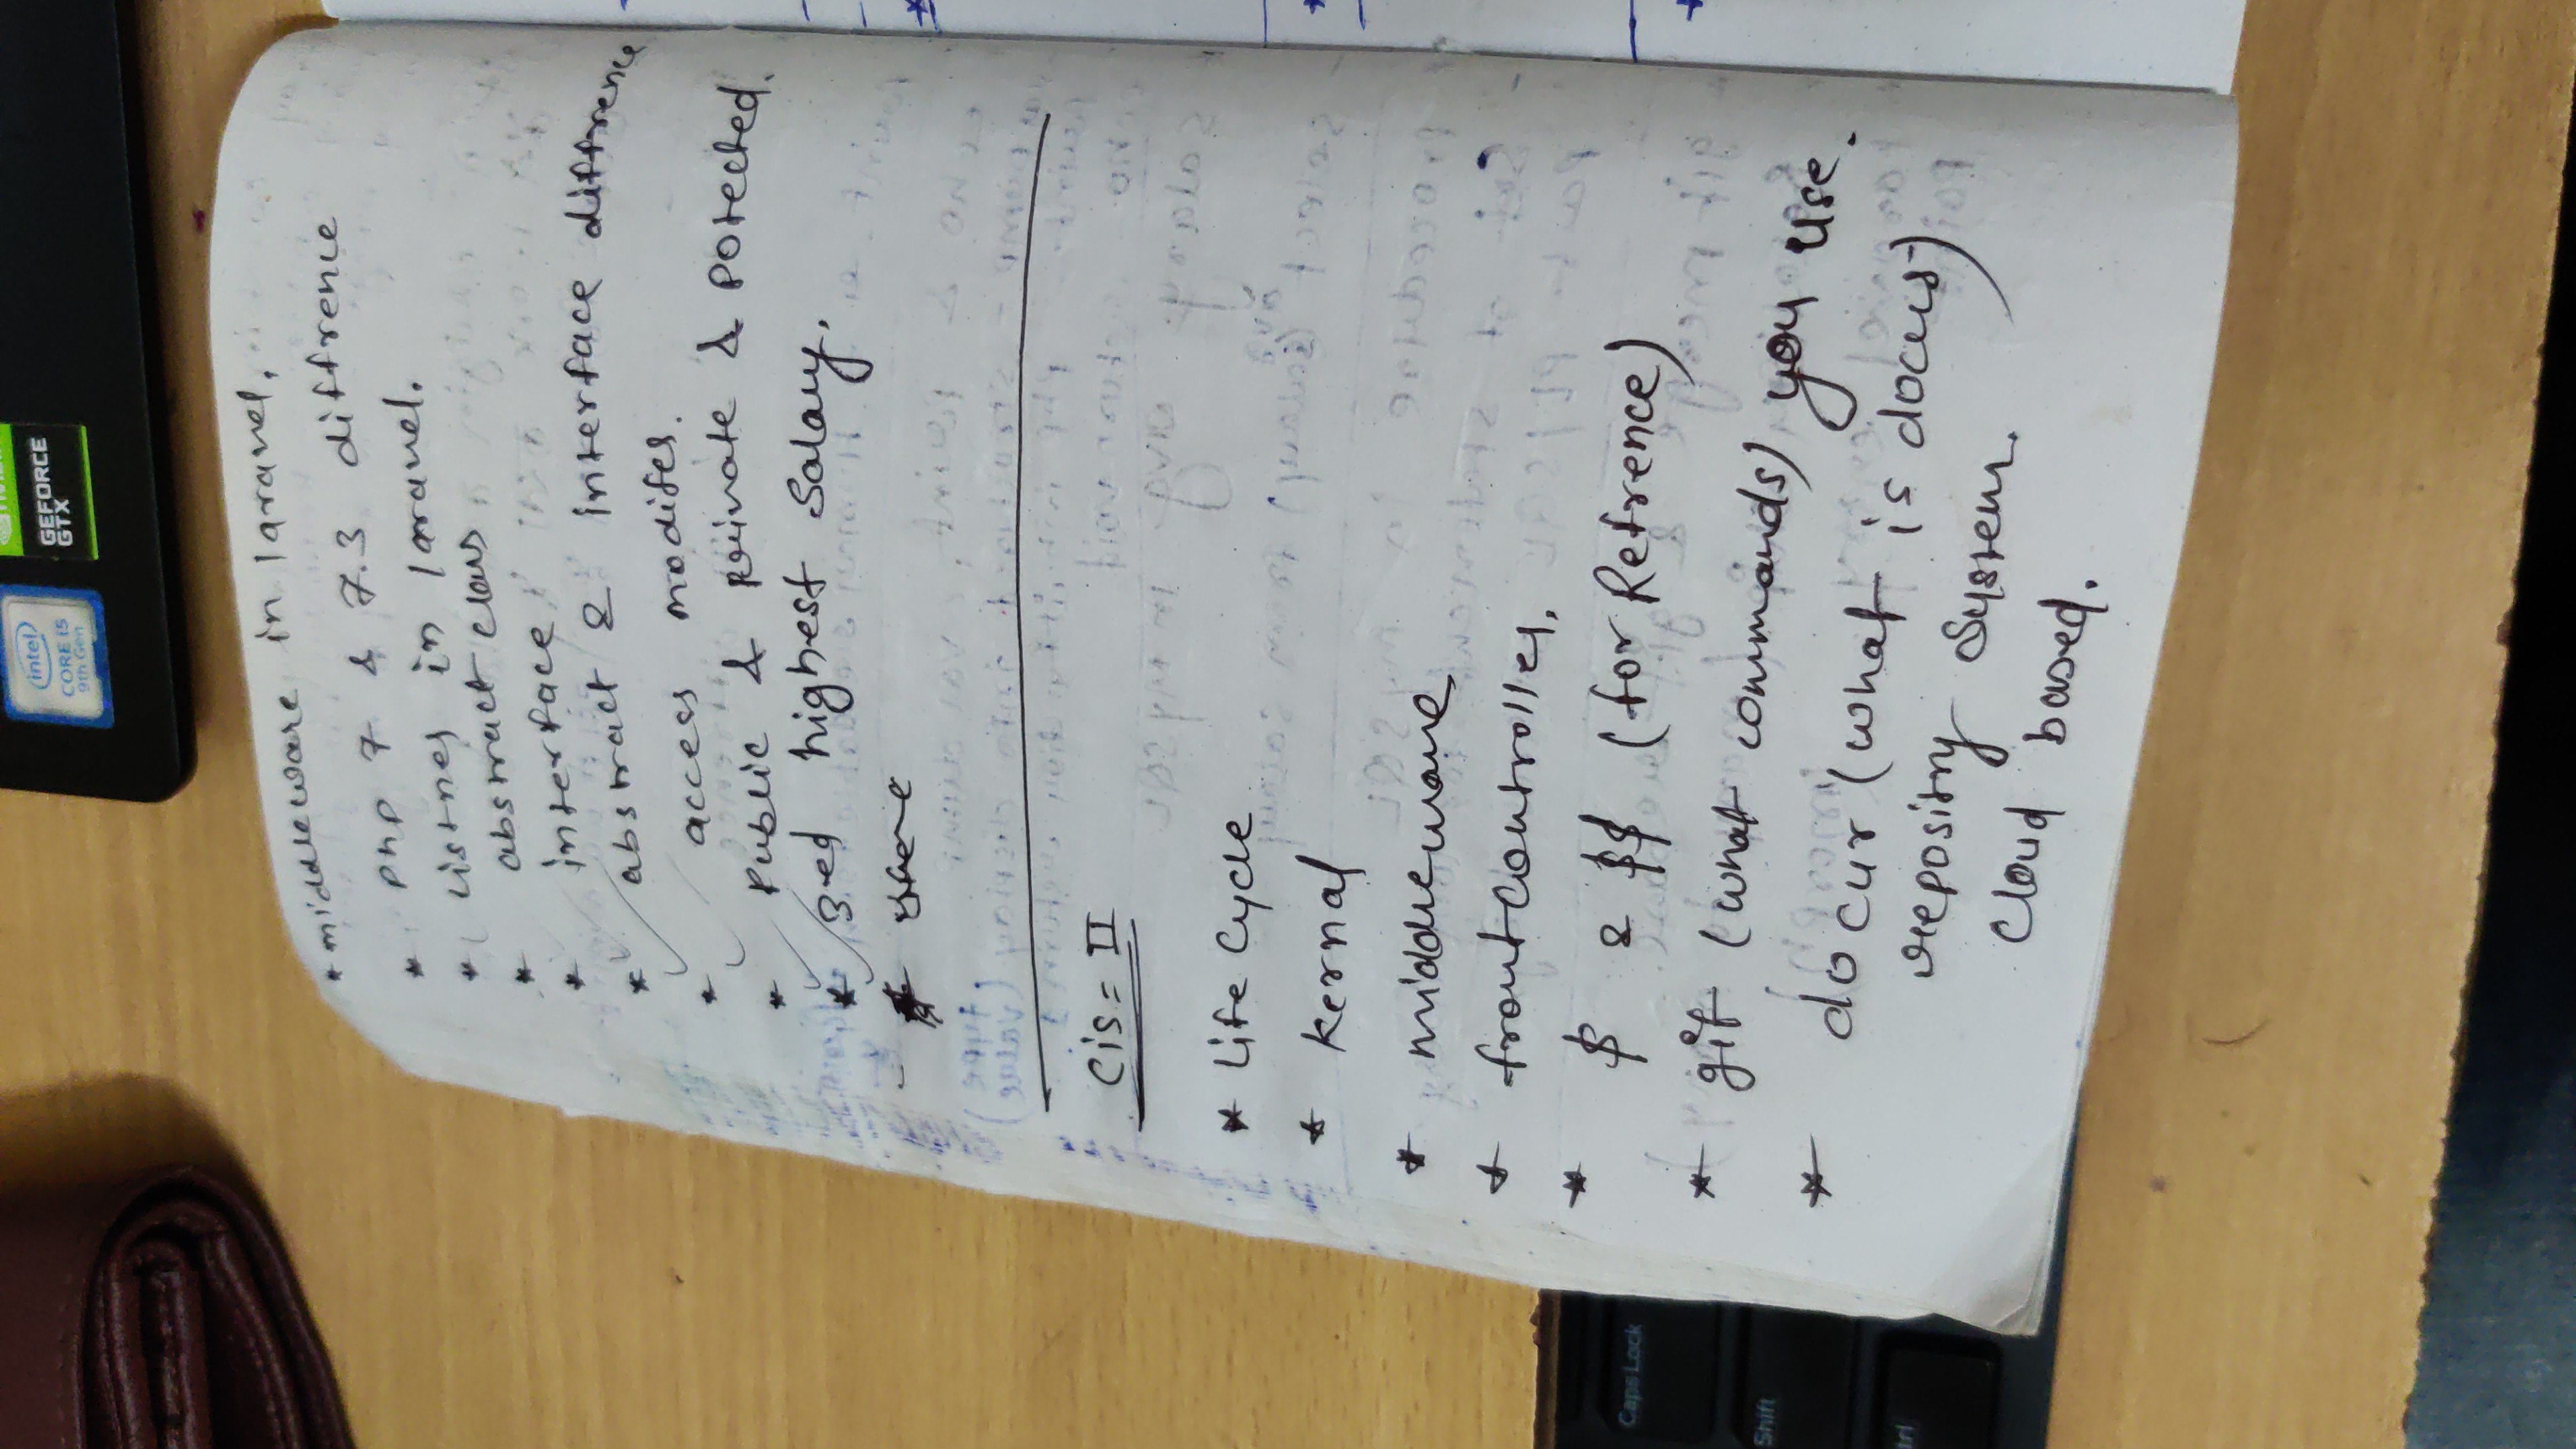 intel
CORE i5
9th Gen
GEFORCE
GTX
* middleware in laravel,
* php 7 & 7.3 diffrence
* Listnes in laravel.
* abstract class
* interface
* abstract & interface diffrence
* access modifes.
* Public & private & Potected.
* 3rd highest Salary.
*
Cis = II
* Life Cycle
* Kernal
* middleware
* frontController.
* $ & $$ (for Refrence)
* git (what commands) you use.
* docur (what is docur)
repositry System.
Cloud based.
Caps Lock
Shift
trl